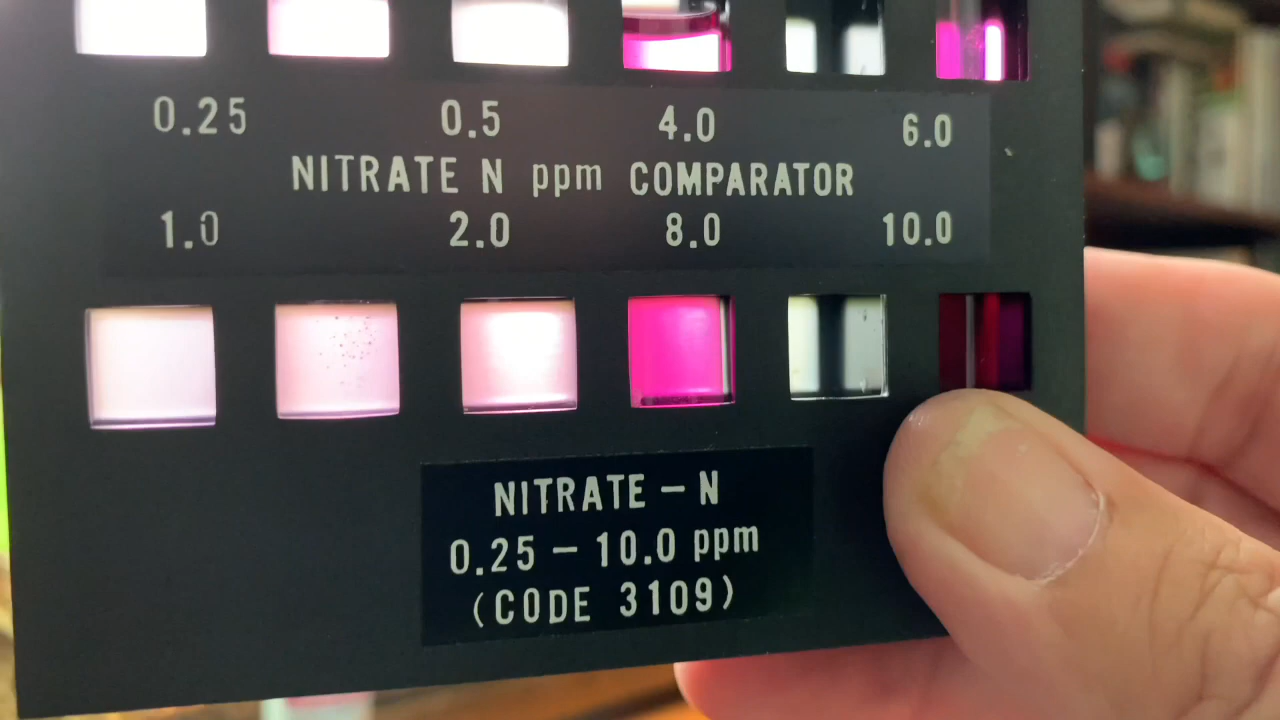 0.25 0.5 4.0 6.0
NITRATE N ppm COMPARATOR
1.0 2.0 8.0 10.0
NITRATE – N
0.25 – 10.0 ppm
(CODE 3109)